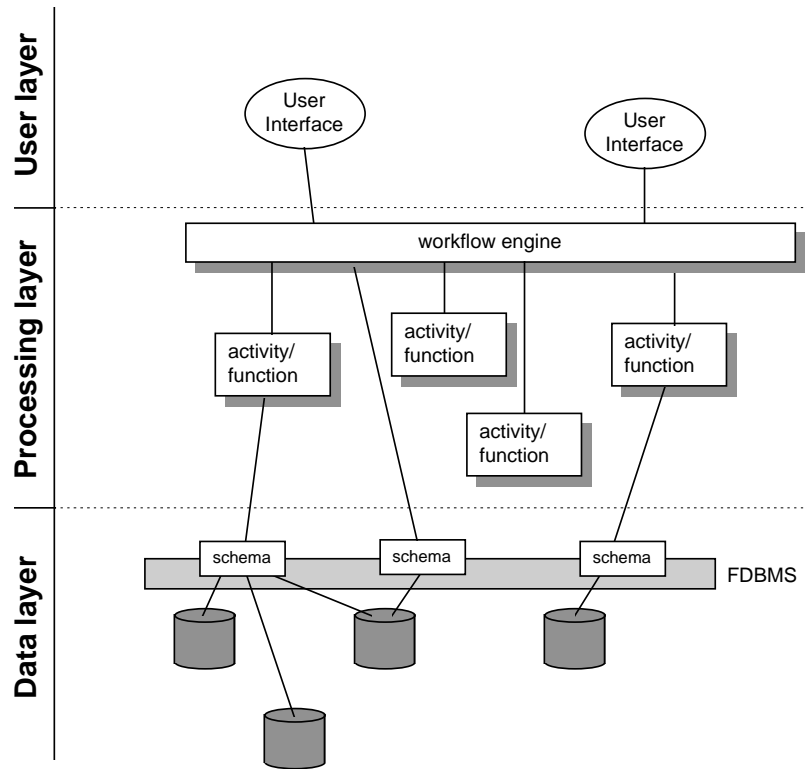 User layer
User
Interface
User
Interface
Processing layer
workflow engine
activity/
function
activity/
function
activity/
function
activity/
function
Data layer
schema
schema
schema
FDBMS